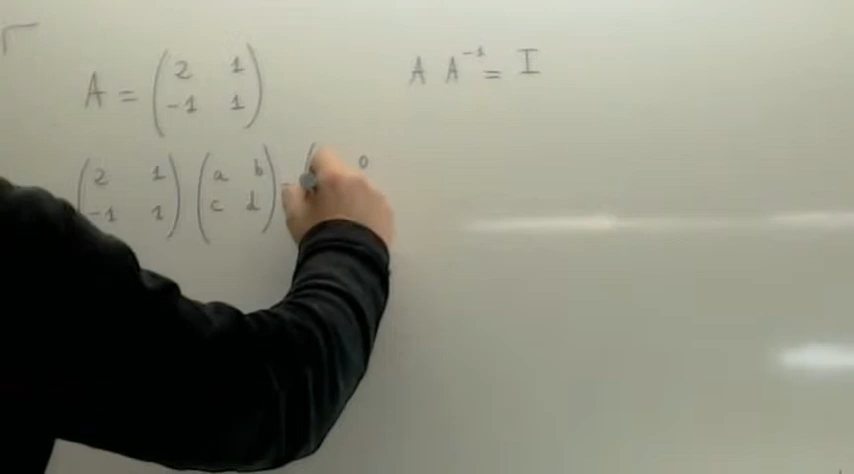 A = ( 2 1
-1 1 )
A A⁻¹ = I
( 2 1
-1 1 ) ( a b
c d ) = ( 0